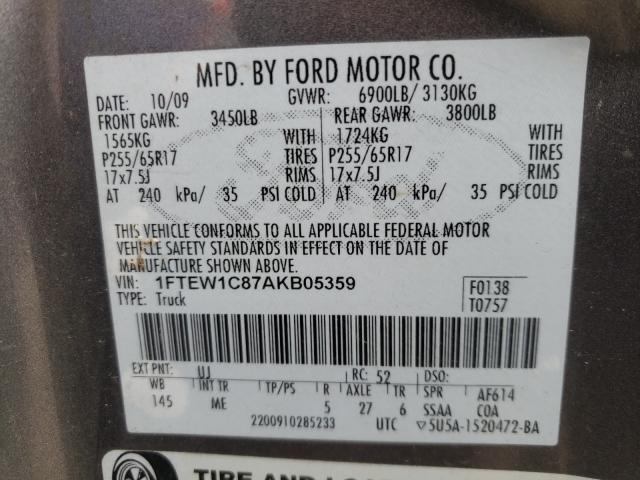 MFD. BY FORD MOTOR CO.
DATE: 10/09 GVWR: 6900LB/ 3130KG
FRONT GAWR: 3450LB REAR GAWR: 3800LB
1565KG WITH 1724KG WITH
P255/65R17 TIRES P255/65R17 TIRES
17x7.5J RIMS 17x7.5J RIMS
AT 240 kPa/ 35 PSI COLD AT 240 kPa/ 35 PSI COLD
THIS VEHICLE CONFORMS TO ALL APPLICABLE FEDERAL MOTOR
VEHICLE SAFETY STANDARDS IN EFFECT ON THE DATE OF
MANUFACTURE SHOWN ABOVE.
VIN: 1FTEW1C87AKB05359 F0138
TYPE: Truck T0757
EXT PNT: UJ RC: 52 DSO:
WB INT TR TP/PS R AXLE TR SPR AF614
145 ME 5 27 6 SSAA COA
2200910285233 UTC ▽5U5A-1520472-BA
TIRE AND